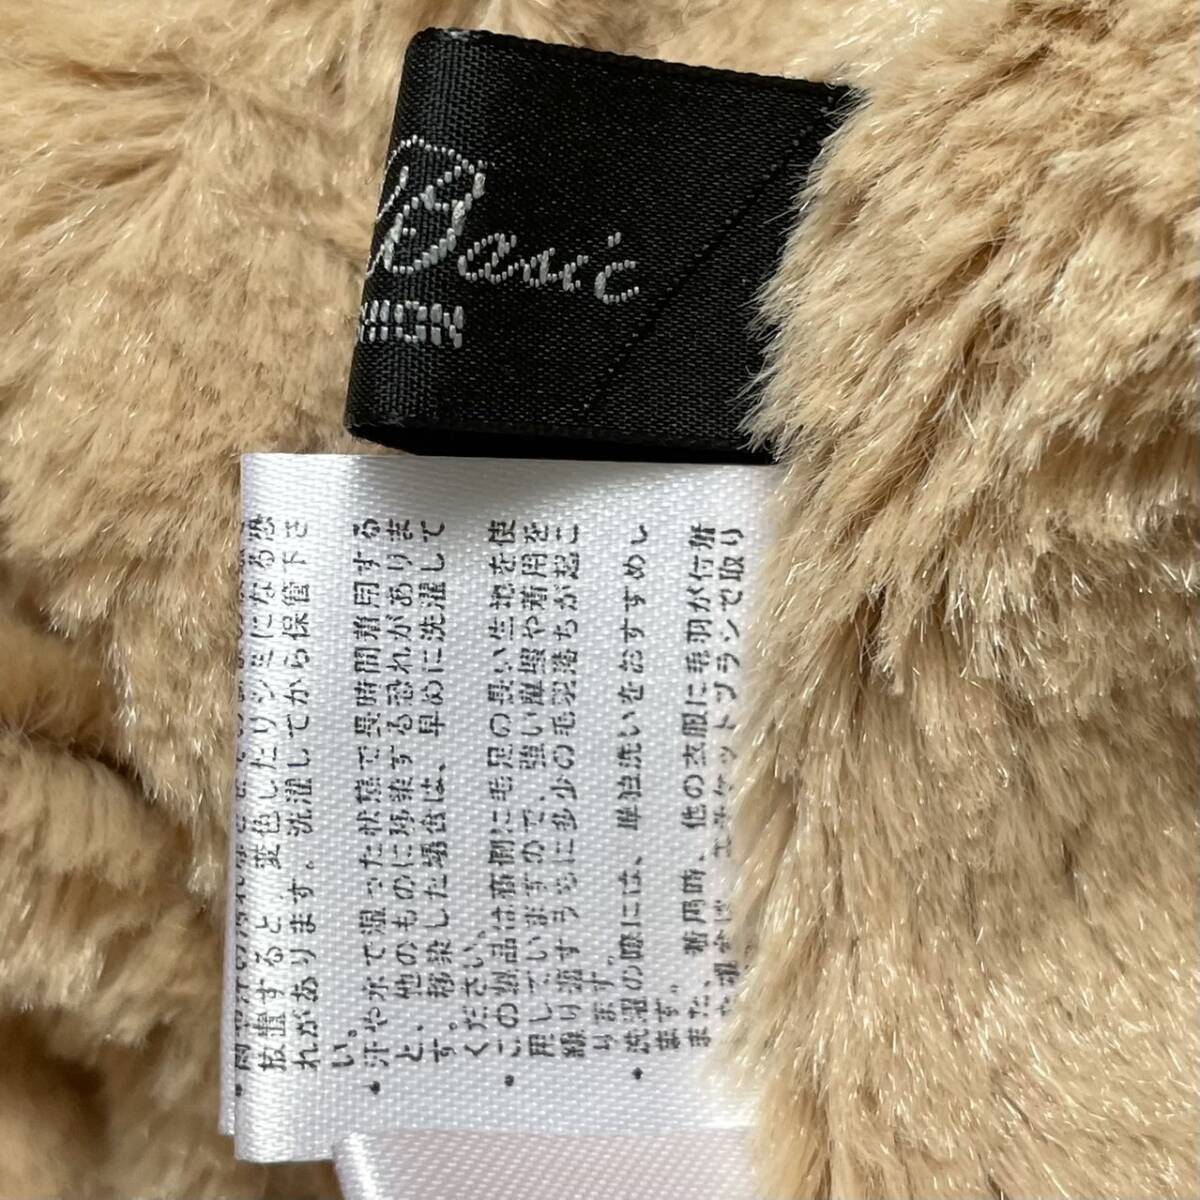 Basic
放置すると、変色したりシミになる恐
れがあります。洗濯してから保管下さ
い。
・汗や水で湿った状態で長時間着用する
と、他のものに移染する恐れがありま
す。移染した場合は、早めに洗濯して
ください。
・この製品は商側に毛足の長い生地を使
用していますので、強い摩擦や着用を
繰り返すうちに多少の毛羽落ちが起こ
ります。
・洗濯の際には、単独洗いをおすすめし
ます。
また、着用時、他の衣服に毛羽が付着
た場合は、エチケットブラシで取り